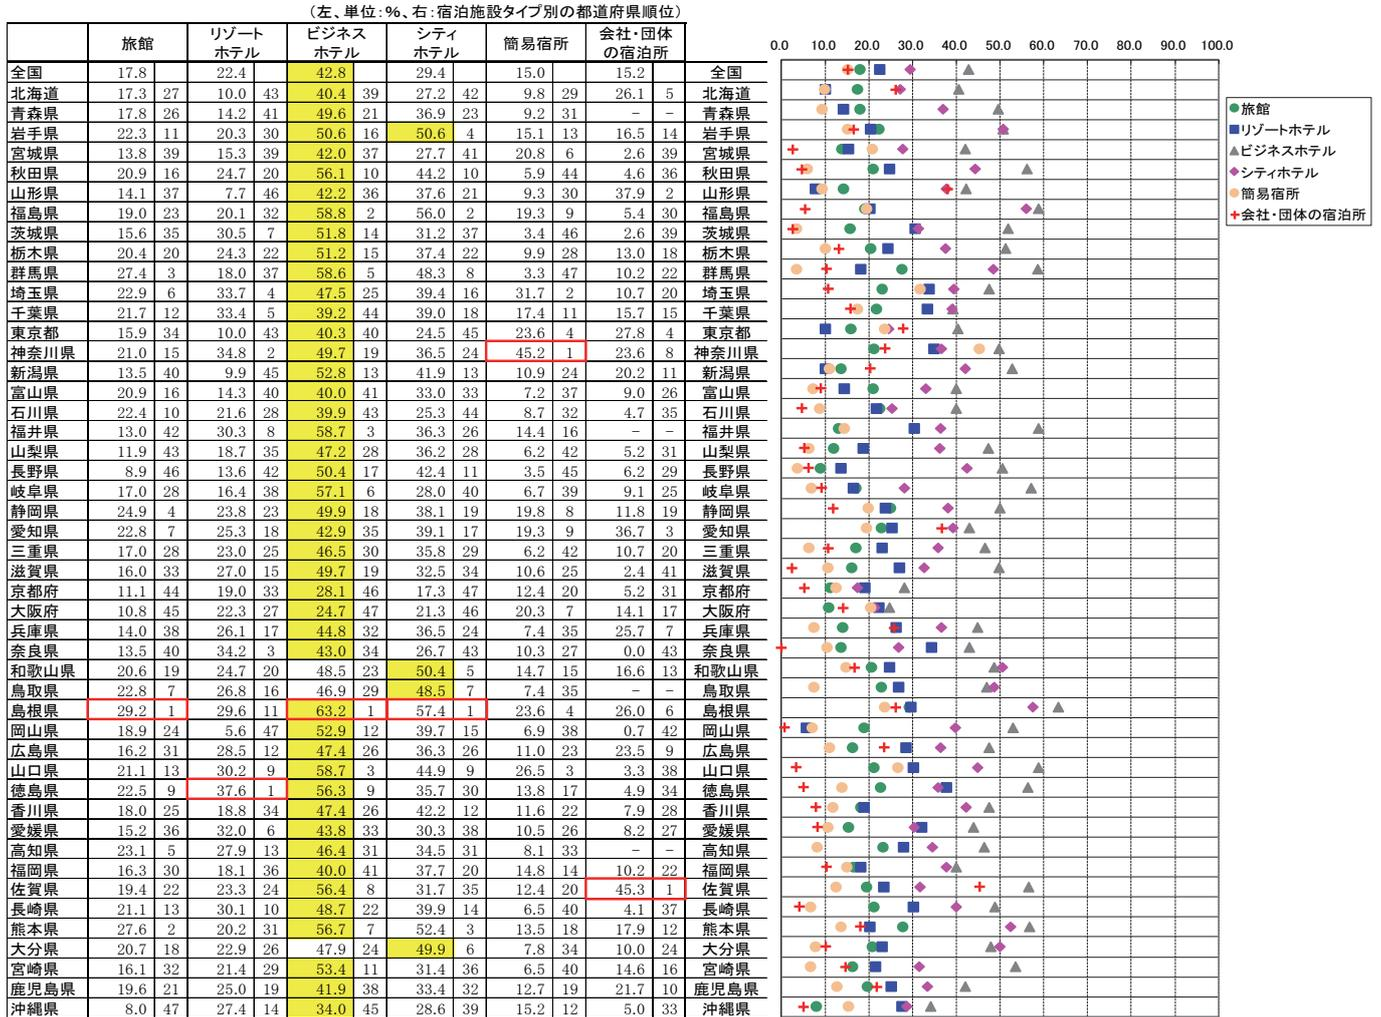 （左、単位：％、右：宿泊施設タイプ別の都道府県順位）
旅館 リゾートホテル ビジネスホテル シティホテル 簡易宿所 会社・団体の宿泊所 0.0 10.0 20.0 30.0 40.0 50.0 60.0 70.0 80.0 90.0 100.0
全国 17.8 22.4 42.8 29.4 15.0 15.2 全国
北海道 17.3 27 10.0 43 40.4 39 27.2 42 9.8 29 26.1 5 北海道
青森県 17.8 26 14.2 41 49.6 21 36.9 23 9.2 31 － － 青森県
岩手県 22.3 11 20.3 30 50.6 16 50.6 4 15.1 13 16.5 14 岩手県
宮城県 13.8 39 15.3 39 42.0 37 27.7 41 20.8 6 2.6 39 宮城県
秋田県 20.9 16 24.7 20 56.1 10 44.2 10 5.9 44 4.6 36 秋田県
山形県 14.1 37 7.7 46 42.2 36 37.6 21 9.3 30 37.9 2 山形県
福島県 19.0 23 20.1 32 58.8 2 56.0 2 19.3 9 5.4 30 福島県
茨城県 15.6 35 30.5 7 51.8 14 31.2 37 3.4 46 2.6 39 茨城県
栃木県 20.4 20 24.3 22 51.2 15 37.4 22 9.9 28 13.0 18 栃木県
群馬県 27.4 3 18.0 37 58.6 5 48.3 8 3.3 47 10.2 22 群馬県
埼玉県 22.9 6 33.7 4 47.5 25 39.4 16 31.7 2 10.7 20 埼玉県
千葉県 21.7 12 33.4 5 39.2 44 39.0 18 17.4 11 15.7 15 千葉県
東京都 15.9 34 10.0 43 40.3 40 24.5 45 23.6 4 27.8 4 東京都
神奈川県 21.0 15 34.8 2 49.7 19 36.5 24 45.2 1 23.6 8 神奈川県
新潟県 13.5 40 9.9 45 52.8 13 41.9 13 10.9 24 20.2 11 新潟県
富山県 20.9 16 14.3 40 40.0 41 33.0 33 7.2 37 9.0 26 富山県
石川県 22.4 10 21.6 28 39.9 43 25.3 44 8.7 32 4.7 35 石川県
福井県 13.0 42 30.3 8 58.7 3 36.3 26 14.4 16 － － 福井県
山梨県 11.9 43 18.7 35 47.2 28 36.2 28 6.2 42 5.2 31 山梨県
長野県 8.9 46 13.6 42 50.4 17 42.4 11 3.5 45 6.2 29 長野県
岐阜県 17.0 28 16.4 38 57.1 6 28.0 40 6.7 39 9.1 25 岐阜県
静岡県 24.9 4 23.8 23 49.9 18 38.1 19 19.8 8 11.8 19 静岡県
愛知県 22.8 7 25.3 18 42.9 35 39.1 17 19.3 9 36.7 3 愛知県
三重県 17.0 28 23.0 25 46.5 30 35.8 29 6.2 42 10.7 20 三重県
滋賀県 16.0 33 27.0 15 49.7 19 32.5 34 10.6 25 2.4 41 滋賀県
京都府 11.1 44 19.0 33 28.1 46 17.3 47 12.4 20 5.2 31 京都府
大阪府 10.8 45 22.3 27 24.7 47 21.3 46 20.3 7 14.1 17 大阪府
兵庫県 14.0 38 26.1 17 44.8 32 36.5 24 7.4 35 25.7 7 兵庫県
奈良県 13.5 40 34.2 3 43.0 34 26.7 43 10.3 27 0.0 43 奈良県
和歌山県 20.6 19 24.7 20 48.5 23 50.4 5 14.7 15 16.6 13 和歌山県
鳥取県 22.8 7 26.8 16 46.9 29 48.5 7 7.4 35 － － 鳥取県
島根県 29.2 1 29.6 11 63.2 1 57.4 1 23.6 4 26.0 6 島根県
岡山県 18.9 24 5.6 47 52.9 12 39.7 15 6.9 38 0.7 42 岡山県
広島県 16.2 31 28.5 12 47.4 26 36.3 26 11.0 23 23.5 9 広島県
山口県 21.1 13 30.2 9 58.7 3 44.9 9 26.5 3 3.3 38 山口県
徳島県 22.5 9 37.6 1 56.3 9 35.7 30 13.8 17 4.9 34 徳島県
香川県 18.0 25 18.8 34 47.4 26 42.2 12 11.6 22 7.9 28 香川県
愛媛県 15.2 36 32.0 6 43.8 33 30.3 38 10.5 26 8.2 27 愛媛県
高知県 23.1 5 27.9 13 46.4 31 34.5 31 8.1 33 － － 高知県
福岡県 16.3 30 18.1 36 40.0 41 37.7 20 14.8 14 10.2 22 福岡県
佐賀県 19.4 22 23.3 24 56.4 8 31.7 35 12.4 20 45.3 1 佐賀県
長崎県 21.1 13 30.1 10 48.7 22 39.9 14 6.5 40 4.1 37 長崎県
熊本県 27.6 2 20.2 31 56.7 7 52.4 3 13.5 18 17.9 12 熊本県
大分県 20.7 18 22.9 26 47.9 24 49.9 6 7.8 34 10.0 24 大分県
宮崎県 16.1 32 21.4 29 53.4 11 31.4 36 6.5 40 14.6 16 宮崎県
鹿児島県 19.6 21 25.0 19 41.9 38 33.4 32 12.7 19 21.7 10 鹿児島県
沖縄県 8.0 47 27.4 14 34.0 45 28.6 39 15.2 12 5.0 33 沖縄県
旅館
リゾートホテル
ビジネスホテル
シティホテル
簡易宿所
会社・団体の宿泊所